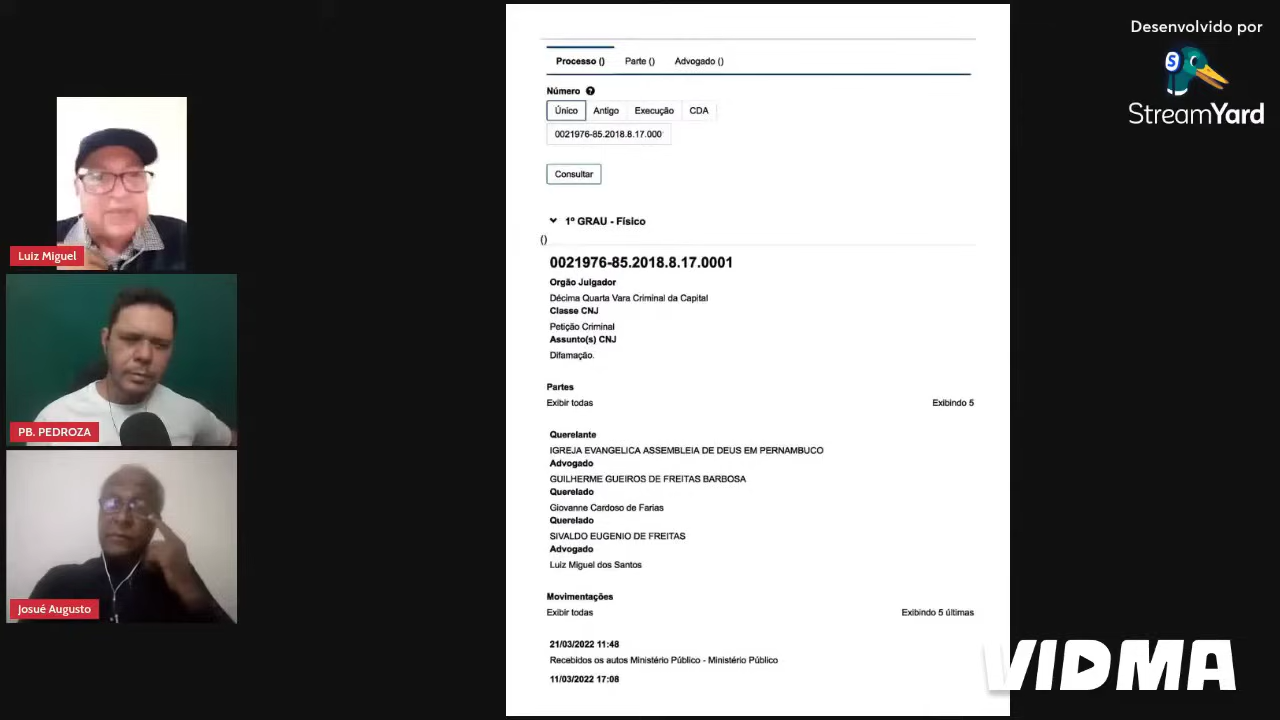 Desenvolvido por
StreamYard
Luiz Miguel
PB. PEDROZA
Josué Augusto
Processo () Parte () Advogado ()
Número ?
Único Antigo Execução CDA
0021976-85.2018.8.17.000
Consultar
1º GRAU - Físico
()
0021976-85.2018.8.17.0001
Orgão Julgador
Décima Quarta Vara Criminal da Capital
Classe CNJ
Petição Criminal
Assunto(s) CNJ
Difamação.
Partes
Exibir todas Exibindo 5
Querelante
IGREJA EVANGELICA ASSEMBLEIA DE DEUS EM PERNAMBUCO
Advogado
GUILHERME GUEIROS DE FREITAS BARBOSA
Querelado
Giovanne Cardoso de Farias
Querelado
SIVALDO EUGENIO DE FREITAS
Advogado
Luiz Miguel dos Santos
Movimentações
Exibir todas Exibindo 5 últimas
21/03/2022 11:48
Recebidos os autos Ministério Público - Ministério Público
11/03/2022 17:08
VIDMA